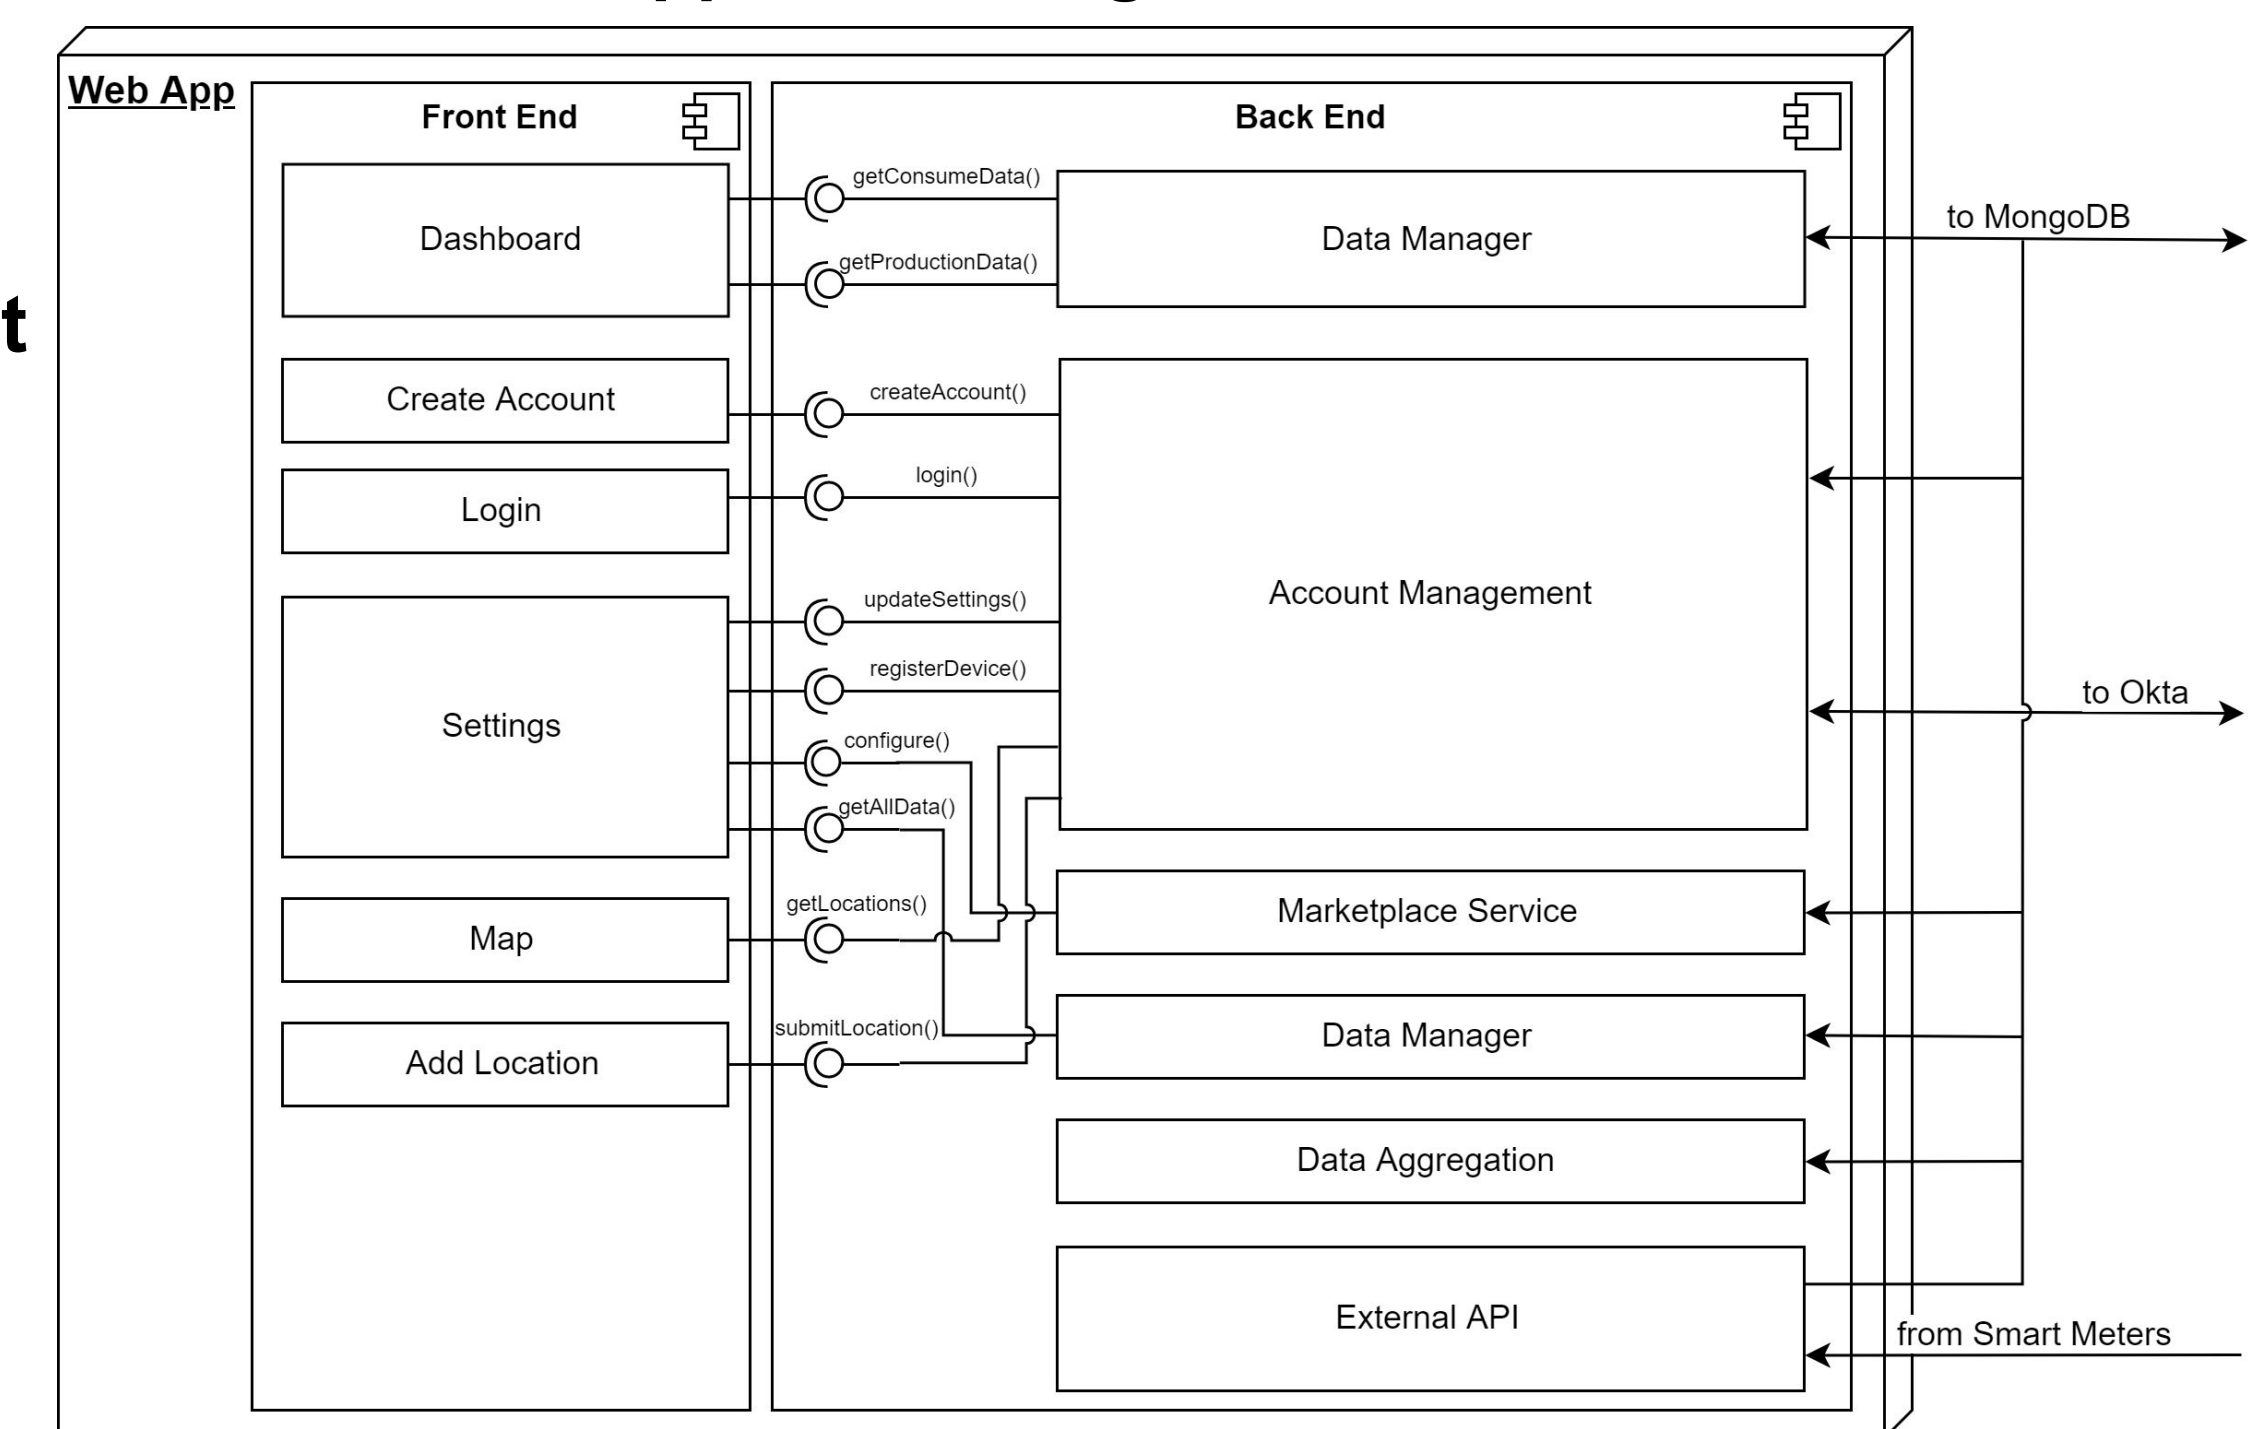 Web App
Front End
Back End
getConsumeData()
Dashboard
Data Manager
to MongoDB
getProductionData()
t
Create Account
createAccount()
login()
Login
Account Management
updateSettings()
registerDevice()
to Okta
Settings
configure()
getAllData()
getLocations()
Marketplace Service
Map
submitLocation()
Data Manager
Add Location
Data Aggregation
External API
from Smart Meters